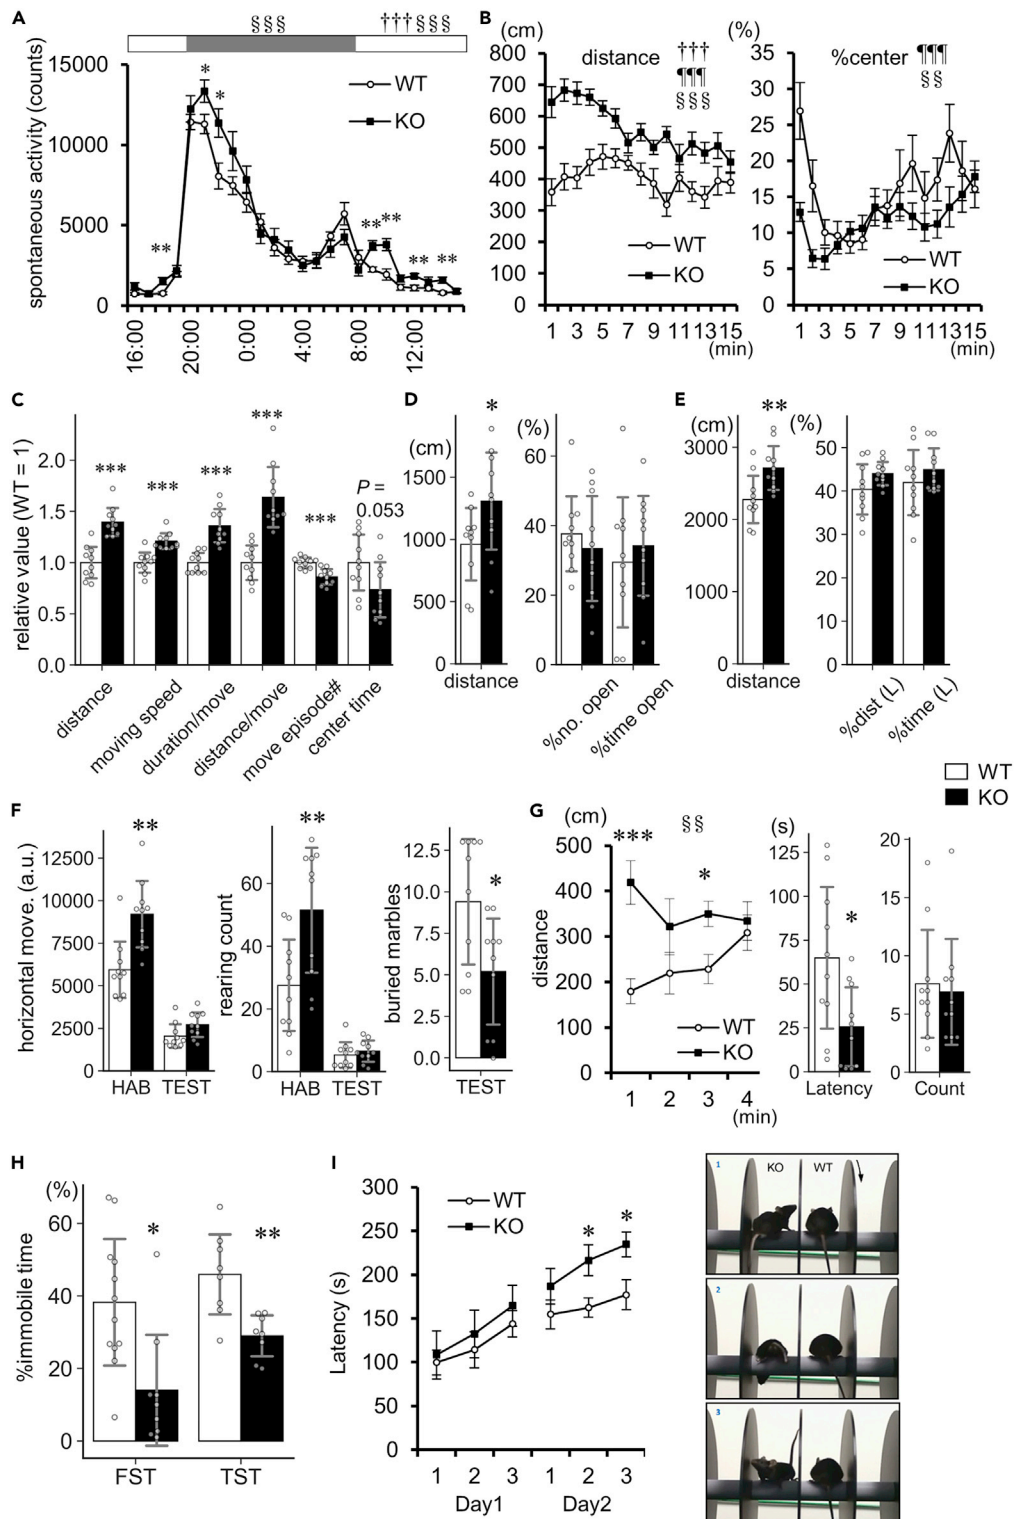 A
§§§
†††§§§
spontaneous activity (counts)
15000
10000
5000
0
*
*
**
**
**
**
**
WT
KO
16:00
20:00
0:00
4:00
8:00
12:00
B
(cm)
distance
†††
¶¶¶
§§§
800
700
600
500
400
300
200
100
0
WT
KO
1 3 5 7 9 11 13 15
(min)
(%)
%center
¶¶¶
§§
35
30
25
20
15
10
5
0
WT
KO
1 3 5 7 9 11 13 15
(min)
C
relative value (WT = 1)
2.0
1.5
1.0
0.5
0.0
***
***
***
***
***
P =
0.053
distance
moving speed
duration/move
distance/move
move episode#
center time
D
(cm)
*
1500
1000
500
0
distance
(%)
60
40
20
0
%no. open
%time open
E
(cm)
**
3000
2000
1000
0
distance
(%)
50
40
30
20
10
0
%dist (L)
%time (L)
WT
KO
F
horizontal move. (a.u.)
**
12500
10000
7500
5000
2500
0
HAB TEST
rearing count
**
60
40
20
0
HAB TEST
buried marbles
*
12.5
10.0
7.5
5.0
2.5
0.0
TEST
G
(cm)
*** §§
*
distance
500
400
300
200
100
0
WT
KO
1 2 3 4
(min)
(s)
125
100
75
50
25
0
*
Latency
20
15
10
5
0
Count
H
(%)
%immobile time
60
40
20
0
*
**
FST TST
I
Latency (s)
300
250
200
150
100
50
0
WT
KO
*
*
1 2 3 1 2 3
Day1 Day2
1
KO WT
2
3